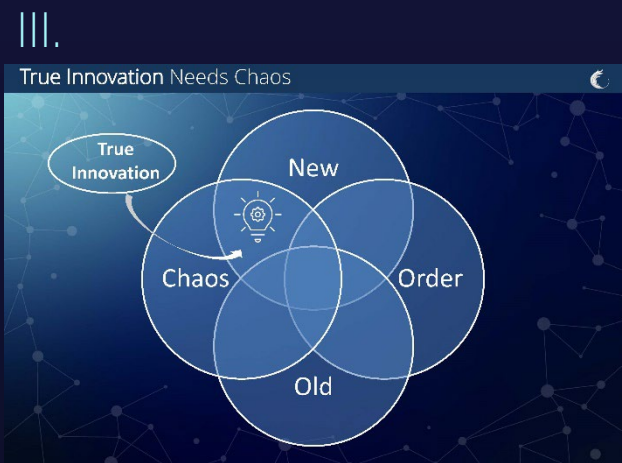 III.
True Innovation Needs Chaos
True
Innovation
New
Chaos
Order
Old